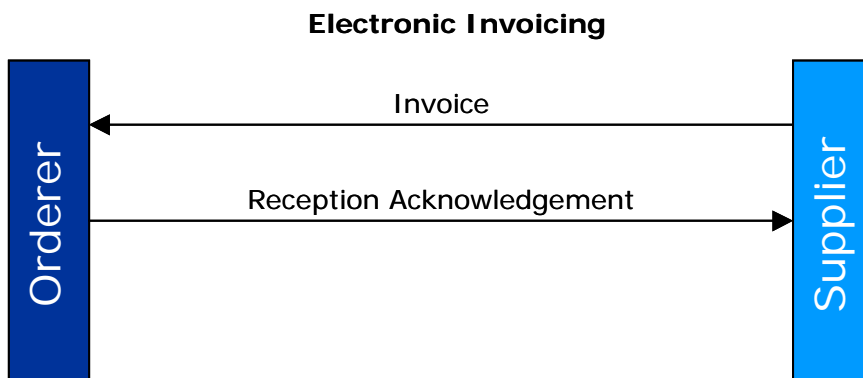 Electronic Invoicing
Invoice
Reception Acknowledgement
Orderer
Supplier